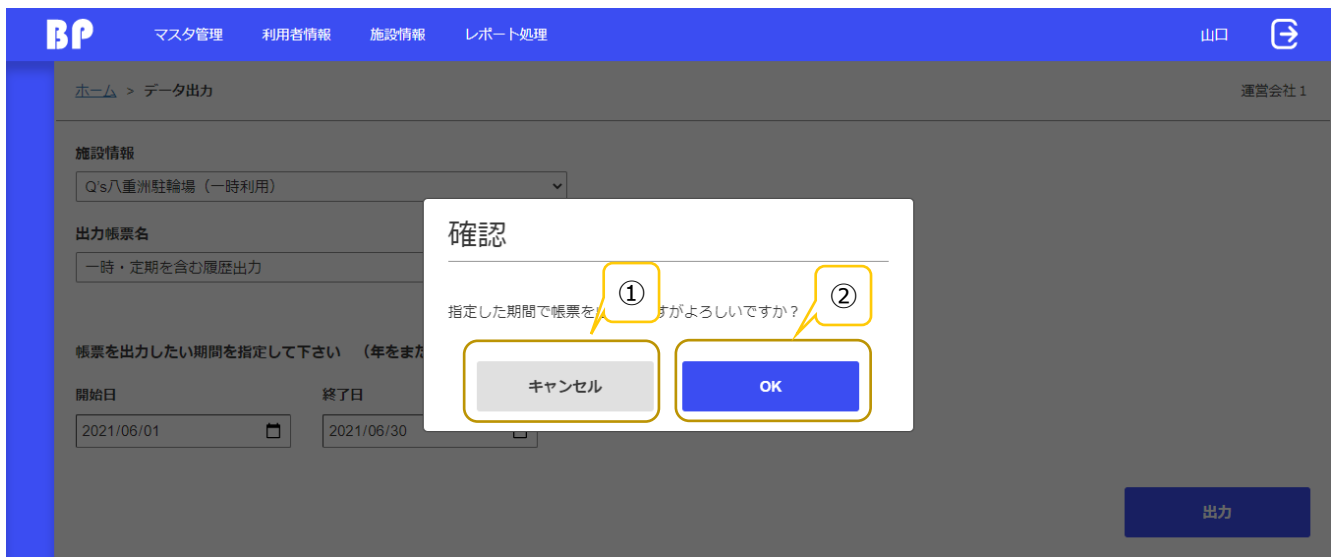 BP マスタ管理 利用者情報 施設情報 レポート処理 山口
ホーム > データ出力 運営会社1
施設情報
Q's八重洲駐輪場（一時利用）
出力帳票名
一時・定期を含む履歴出力
帳票を出力したい期間を指定して下さい （年をまた
開始日 終了日
2021/06/01 2021/06/30
確認
① ②
指定した期間で帳票を すがよろしいですか？
キャンセル OK
出力